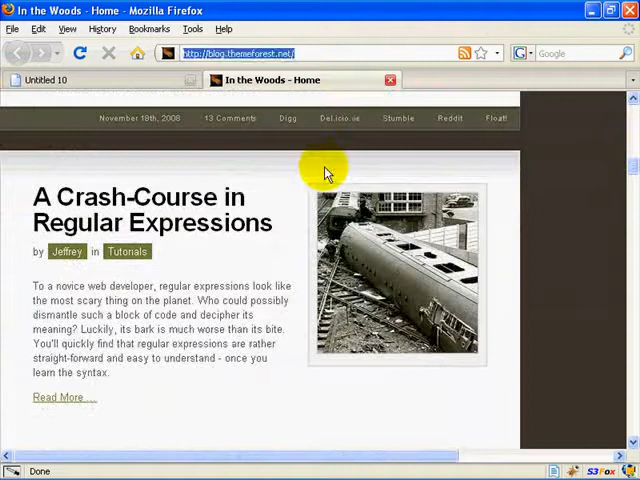 In the Woods - Home - Mozilla Firefox
File Edit View History Bookmarks Tools Help
http://blog.themeforest.net/
Google
Untitled 10
In the Woods - Home
November 18th, 2008 13 Comments Digg Del.icio.us Stumble Reddit Float!
A Crash-Course in
Regular Expressions
by Jeffrey in Tutorials
To a novice web developer, regular expressions look like
the most scary thing on the planet. Who could possibly
dismantle such a block of code and decipher its
meaning? Luckily, its bark is much worse than its bite.
You'll quickly find that regular expressions are rather
straight-forward and easy to understand - once you
learn the syntax.
Read More ...
Done
S3Fox